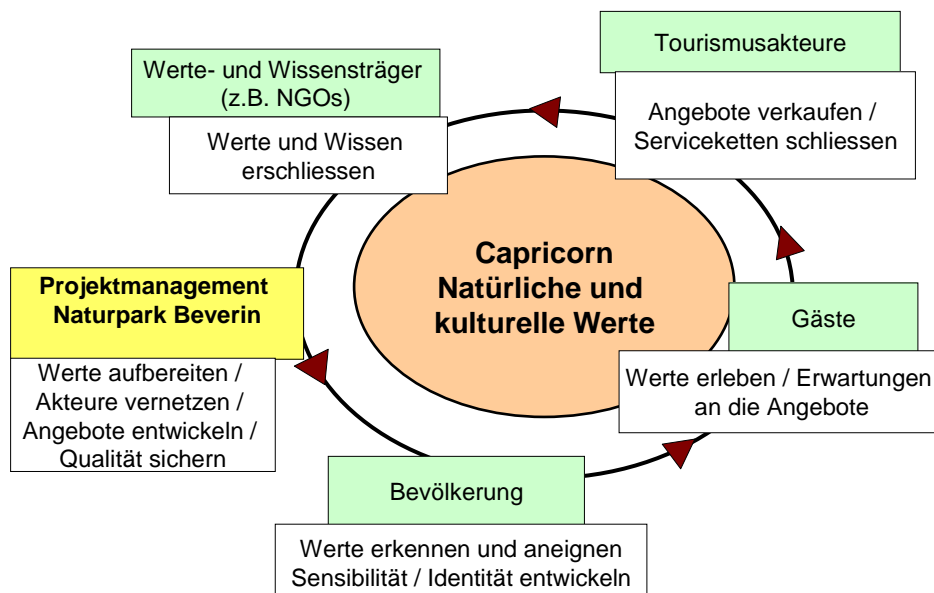 Tourismusakteure
Angebote verkaufen /
Serviceketten schliessen
Werte- und Wissensträger
(z.B. NGOs)
Werte und Wissen
erschliessen
Capricorn
Natürliche und
kulturelle Werte
Projektmanagement
Naturpark Beverin
Werte aufbereiten /
Akteure vernetzen /
Angebote entwickeln /
Qualität sichern
Gäste
Werte erleben / Erwartungen
an die Angebote
Bevölkerung
Werte erkennen und aneignen
Sensibilität / Identität entwickeln